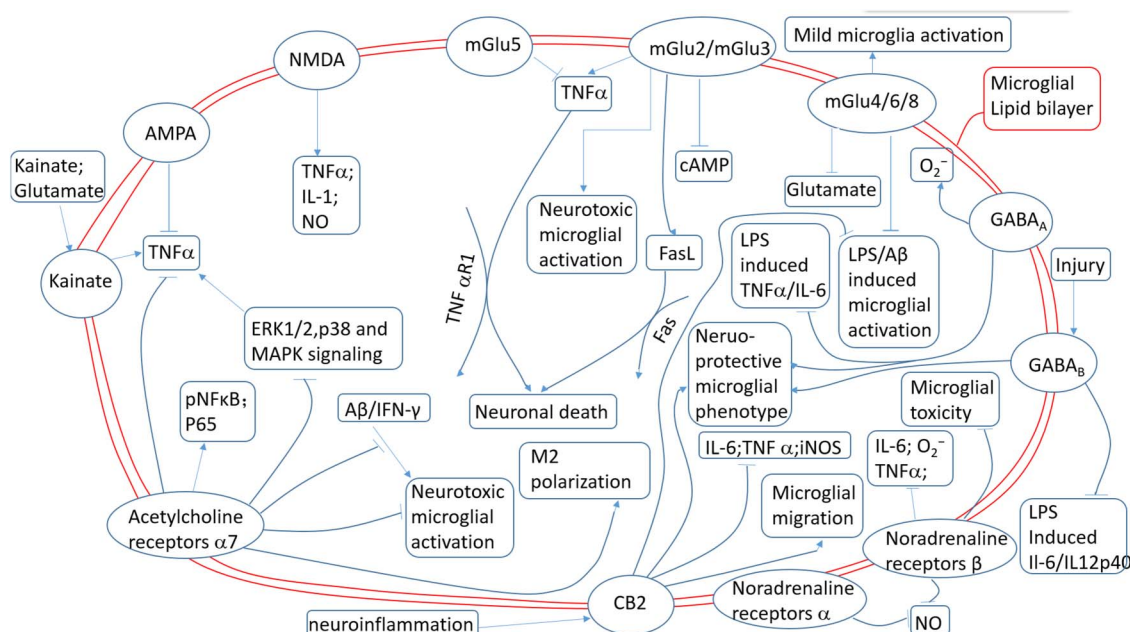 mGlu5
mGlu2/mGlu3
Mild microglia activation
NMDA
TNFα
mGlu4/6/8
Microglial
Lipid bilayer
AMPA
Kainate;
Glutamate
TNFα;
IL-1;
NO
cAMP
Glutamate
O₂⁻
GABAA
Neurotoxic
microglial
activation
Kainate
TNFα
FasL
LPS
induced
TNFα/IL-6
LPS/Aβ
induced
microglial
activation
Injury
TNF αR1
Fas
ERK1/2,p38 and
MAPK signaling
Neruo-
protective
microglial
phenotype
GABAB
Microglial
toxicity
pNFκB;
P65
Aβ/IFN-γ
Neuronal death
IL-6;TNF α;iNOS
IL-6; O₂⁻
TNFα;
M2
polarization
Neurotoxic
microglial
activation
Microglial
migration
Acetylcholine
receptors α7
Noradrenaline
receptors β
LPS
Induced
Il-6/IL12p40
CB2
Noradrenaline
receptors α
neuroinflammation
NO